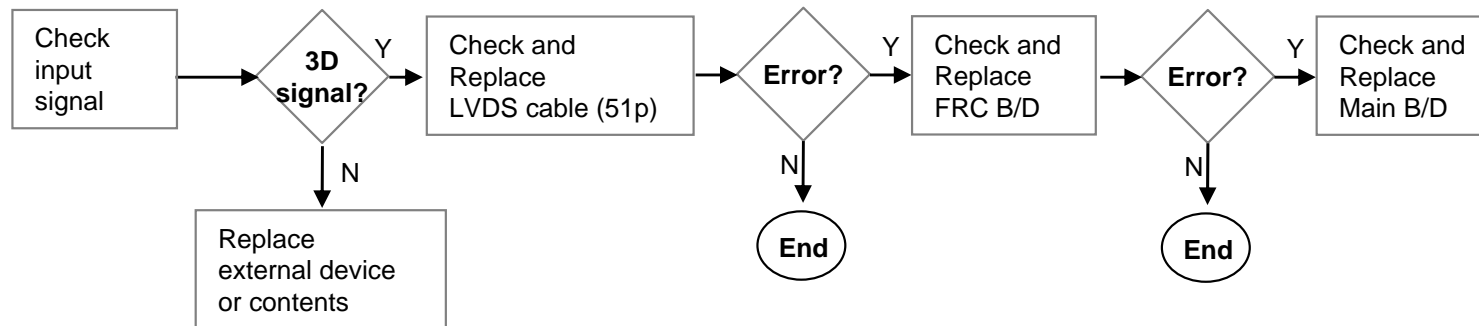 Check
input
signal
3D
signal?
Y
N
Replace
external device
or contents
Check and
Replace
LVDS cable (51p)
Error?
Y
N
End
Check and
Replace
FRC B/D
Error?
Y
N
End
Check and
Replace
Main B/D